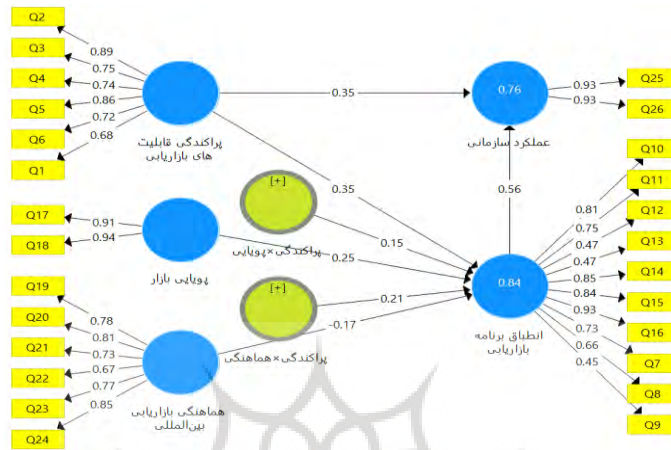 Q2
Q3
Q4
Q5
Q6
Q1
0.89
0.75
0.74
0.86
0.72
0.68
پراکندگی قابلیت
های بازاریابی
0.35
0.76
عملکرد سازمانی
0.93
0.93
Q25
Q26
0.35
0.56
Q17
Q18
0.91
0.94
پویایی بازار
[+]
پراکندگی×پویایی
0.15
0.25
[+]
پراکندگی×هماهنگی
0.21
-0.17
Q19
Q20
Q21
Q22
Q23
Q24
0.78
0.81
0.73
0.67
0.77
0.85
هماهنگی بازاریابی
بین‌المللی
0.84
انطباق برنامه
بازاریابی
0.81
0.75
0.47
0.47
0.85
0.84
0.93
0.73
0.66
0.45
Q10
Q11
Q12
Q13
Q14
Q15
Q16
Q7
Q8
Q9